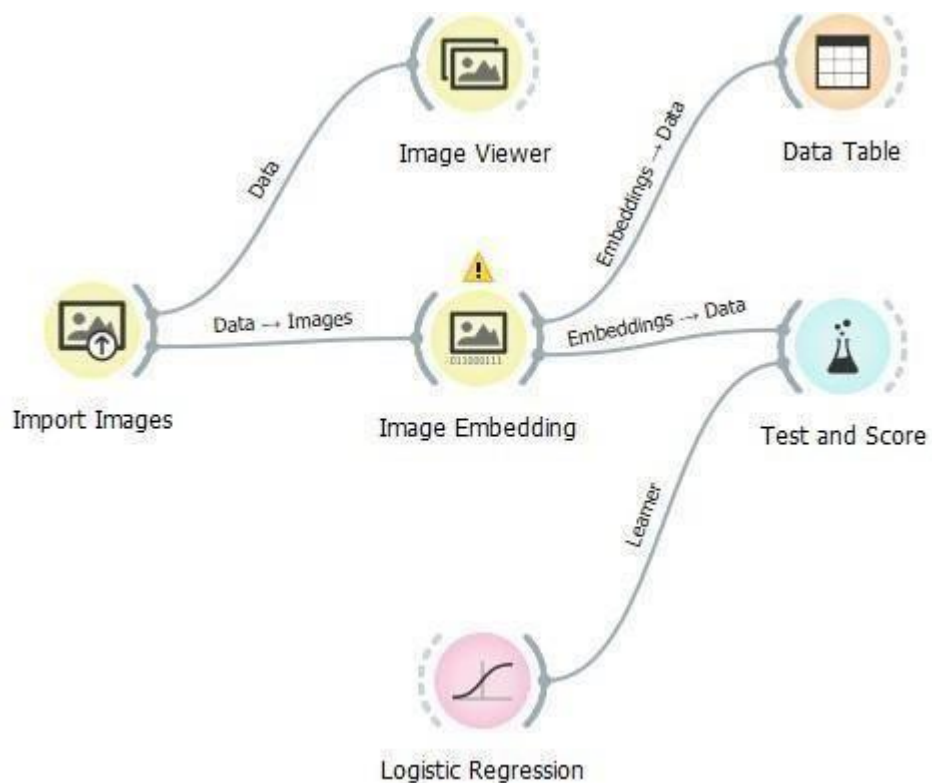 Image Viewer
Data Table
Data
Embeddings → Data
Data → Images
011000111
Embeddings → Data
Import Images
Image Embedding
Test and Score
Learner
Logistic Regression